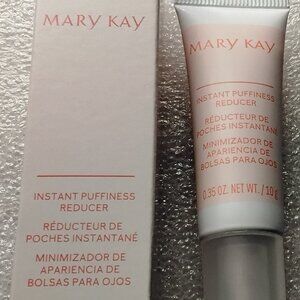 MARY KAY
INSTANT PUFFINESS
REDUCER
RÉDUCTEUR DE
POCHES INSTANTANÉ
MINIMIZADOR DE
APARIENCIA DE
BOLSAS PARA OJOS
MARY KAY
INSTANT PUFFINESS
REDUCER
RÉDUCTEUR DE
POCHES INSTANTANÉ
MINIMIZADOR DE
APARIENCIA DE
BOLSAS PARA OJOS
0.35 OZ. NET WT. / 10 g